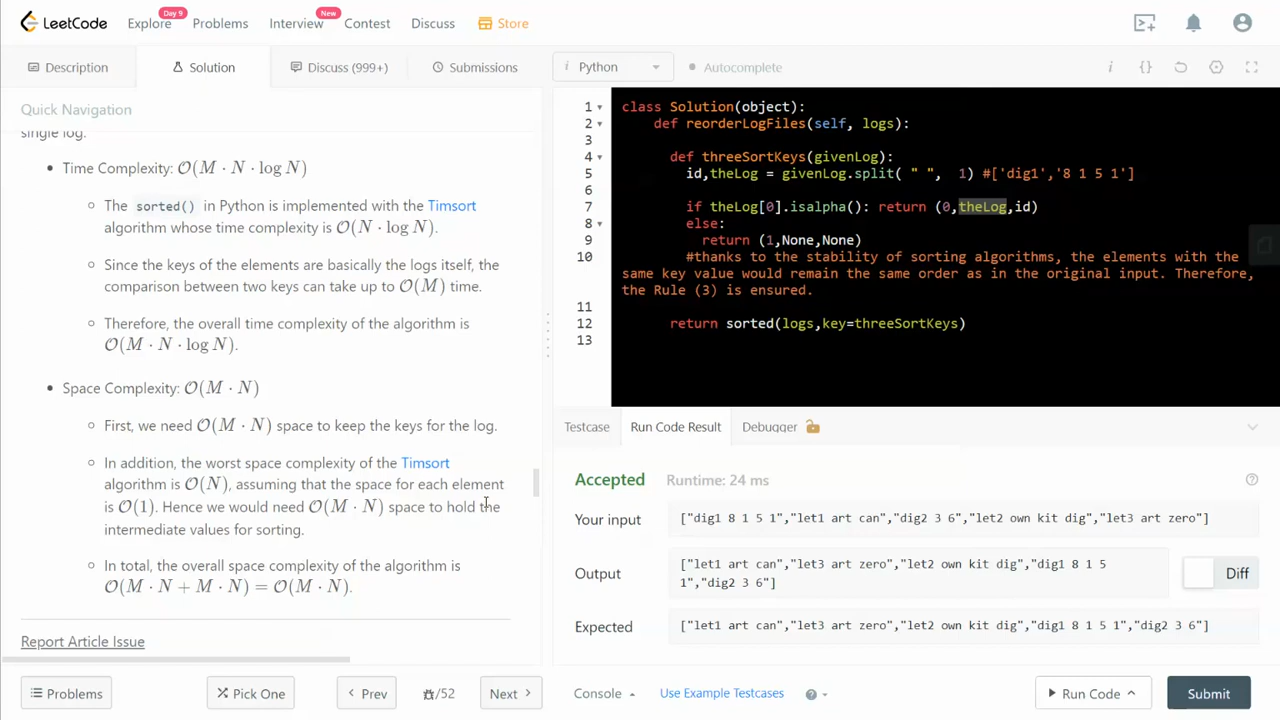 LeetCode
Explore
Day 9
Problems
Interview
New
Contest
Discuss
Store
Description
Solution
Discuss (999+)
Submissions
i Python
Autocomplete
i
{}
Quick Navigation
single log.
Time Complexity: O(M · N · log N)
The sorted() in Python is implemented with the Timsort
algorithm whose time complexity is O(N · log N).
Since the keys of the elements are basically the logs itself, the
comparison between two keys can take up to O(M) time.
Therefore, the overall time complexity of the algorithm is
O(M · N · log N).
Space Complexity: O(M · N)
First, we need O(M · N) space to keep the keys for the log.
In addition, the worst space complexity of the Timsort
algorithm is O(N), assuming that the space for each element
is O(1). Hence we would need O(M · N) space to hold the
intermediate values for sorting.
In total, the overall space complexity of the algorithm is
O(M · N + M · N) = O(M · N).
Report Article Issue
1 class Solution(object):
2 def reorderLogFiles(self, logs):
3
4 def threeSortKeys(givenLog):
5 id,theLog = givenLog.split( " ", 1) #['dig1','8 1 5 1']
6
7 if theLog[0].isalpha(): return (0,theLog,id)
8 else:
9 return (1,None,None)
10 #thanks to the stability of sorting algorithms, the elements with the
same key value would remain the same order as in the original input. Therefore,
the Rule (3) is ensured.
11
12 return sorted(logs,key=threeSortKeys)
13
Testcase
Run Code Result
Debugger
Accepted
Runtime: 24 ms
Your input
["dig1 8 1 5 1","let1 art can","dig2 3 6","let2 own kit dig","let3 art zero"]
Output
["let1 art can","let3 art zero","let2 own kit dig","dig1 8 1 5
1","dig2 3 6"]
Diff
Expected
["let1 art can","let3 art zero","let2 own kit dig","dig1 8 1 5 1","dig2 3 6"]
Problems
Pick One
Prev
/52
Next
Console
Use Example Testcases
Run Code
Submit